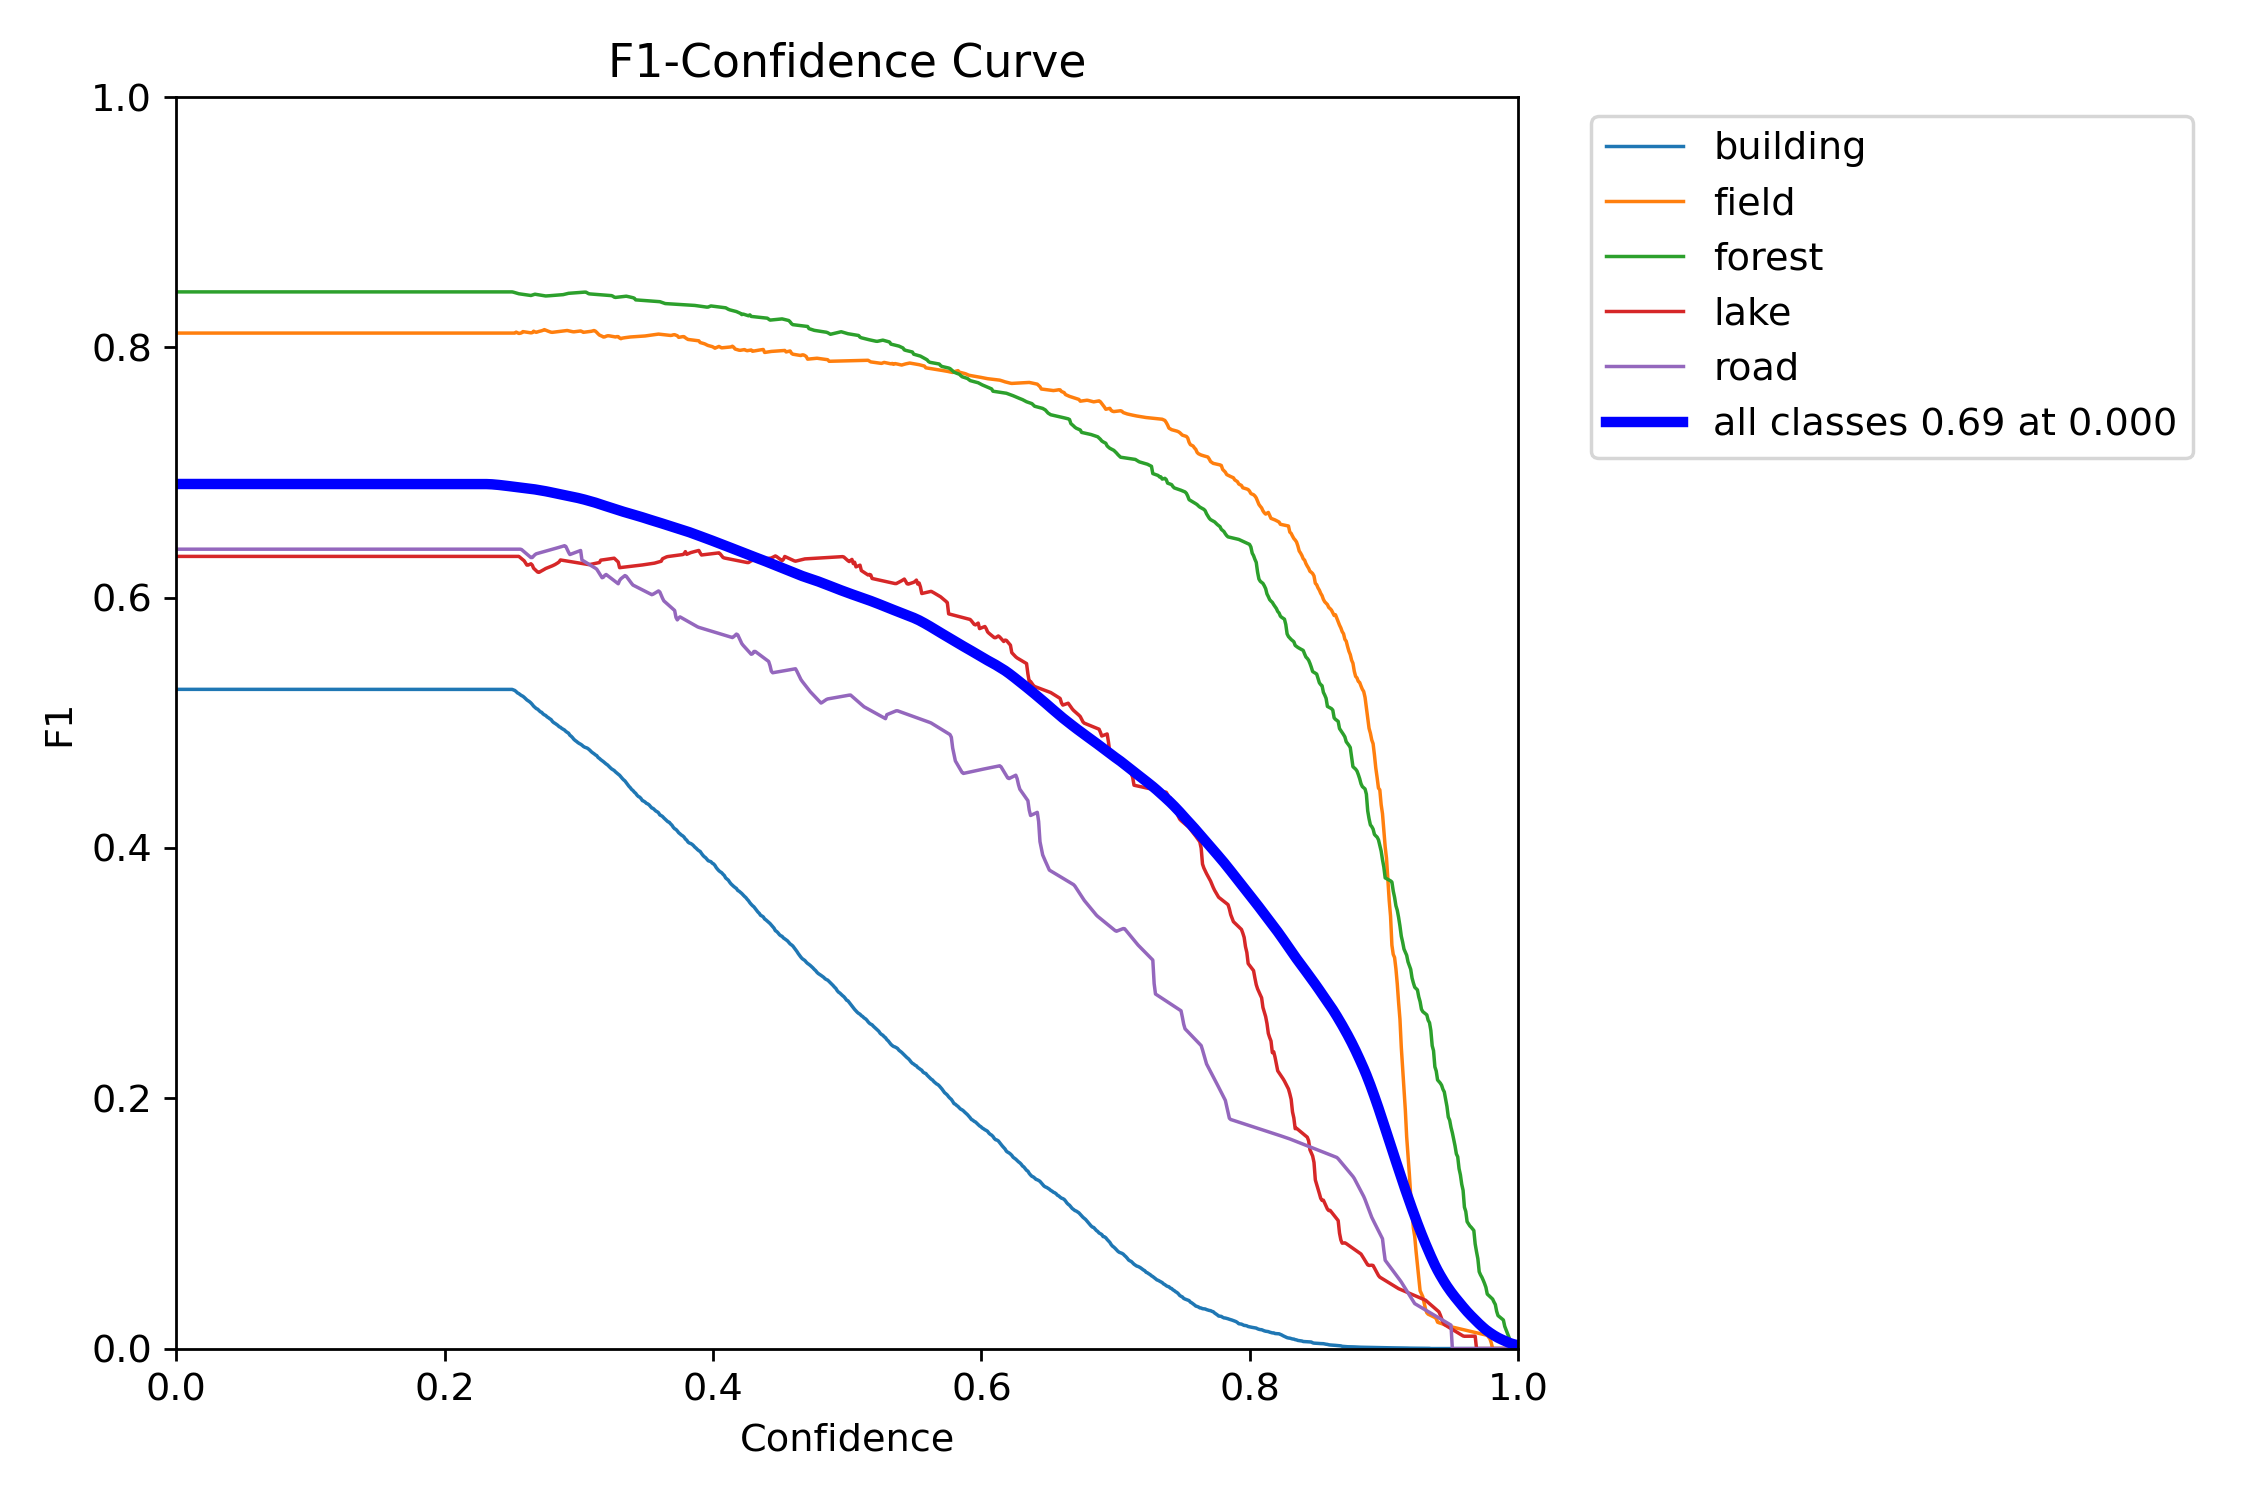 F1-Confidence Curve
1.0
0.8
0.6
0.4
0.2
0.0
F1
0.0 0.2 0.4 0.6 0.8 1.0
Confidence
building
field
forest
lake
road
all classes 0.69 at 0.000